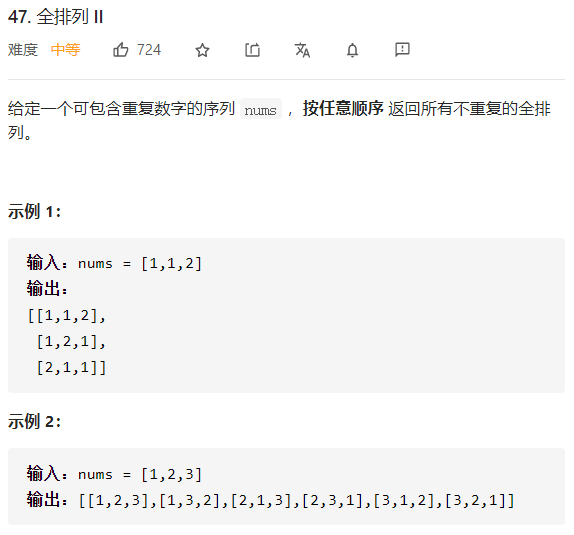 47. 全排列 II
难度 中等 724
给定一个可包含重复数字的序列 nums ，按任意顺序 返回所有不重复的全排
列。
示例 1：
输入：nums = [1,1,2]
输出：
[[1,1,2],
[1,2,1],
[2,1,1]]
示例 2：
输入：nums = [1,2,3]
输出：[[1,2,3],[1,3,2],[2,1,3],[2,3,1],[3,1,2],[3,2,1]]